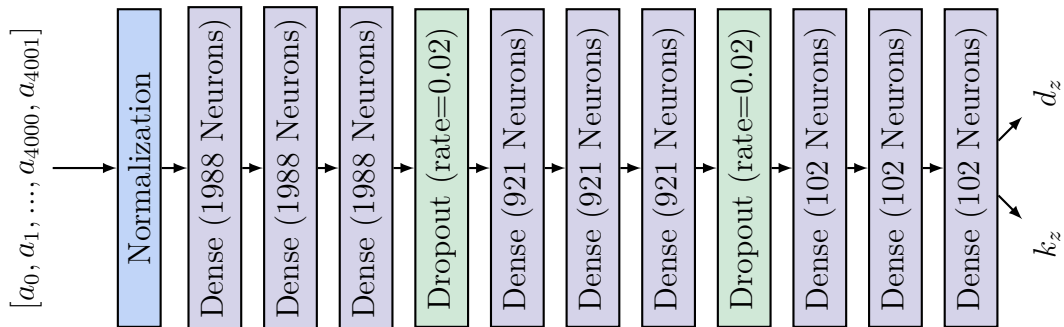 [a_0, a_1, ..., a_4000, a_4001]
Normalization
Dense (1988 Neurons)
Dense (1988 Neurons)
Dense (1988 Neurons)
Dropout (rate=0.02)
Dense (921 Neurons)
Dense (921 Neurons)
Dense (921 Neurons)
Dropout (rate=0.02)
Dense (102 Neurons)
Dense (102 Neurons)
Dense (102 Neurons)
k_z
d_z